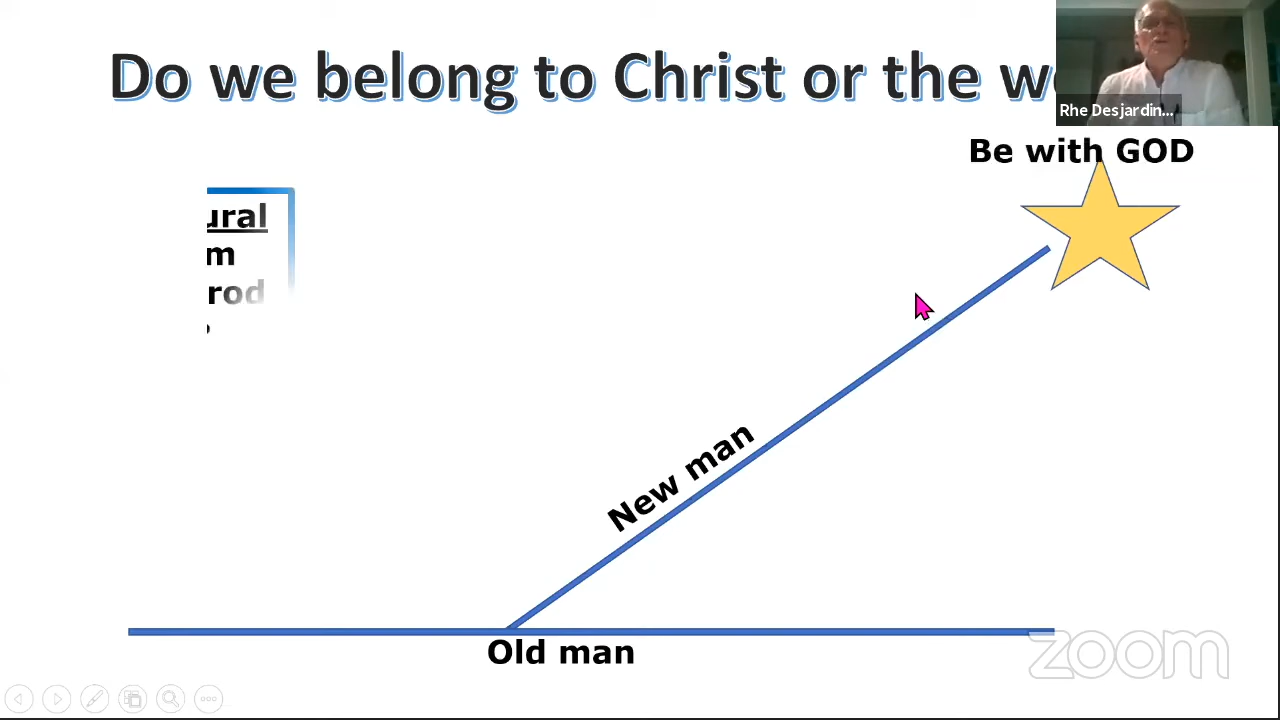 Do we belong to Christ or the w
Rhe Desjardin...
Be with GOD
ural
m
rod
New man
Old man
zoom